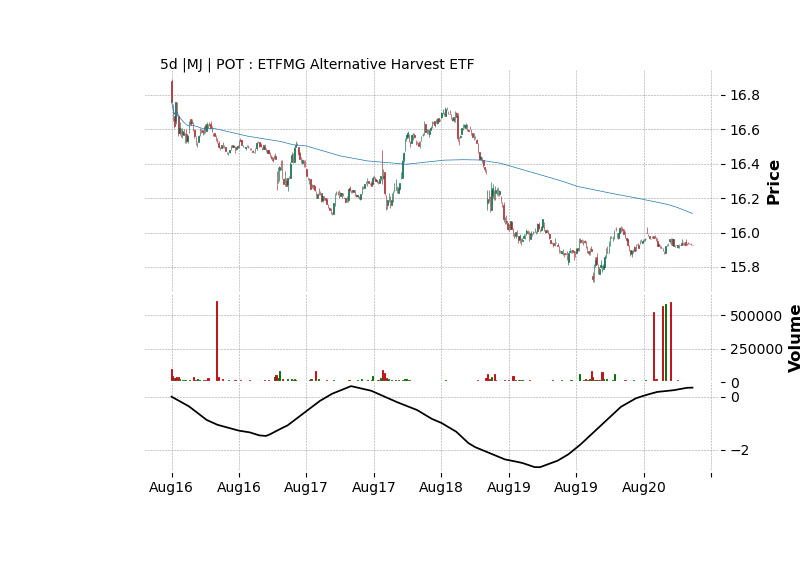 5d |MJ | POT : ETFMG Alternative Harvest ETF
16.8
16.6
16.4
16.2
16.0
15.8
Price
500000
250000
0
Volume
0
−2
Aug16 Aug16 Aug17 Aug17 Aug18 Aug19 Aug19 Aug20